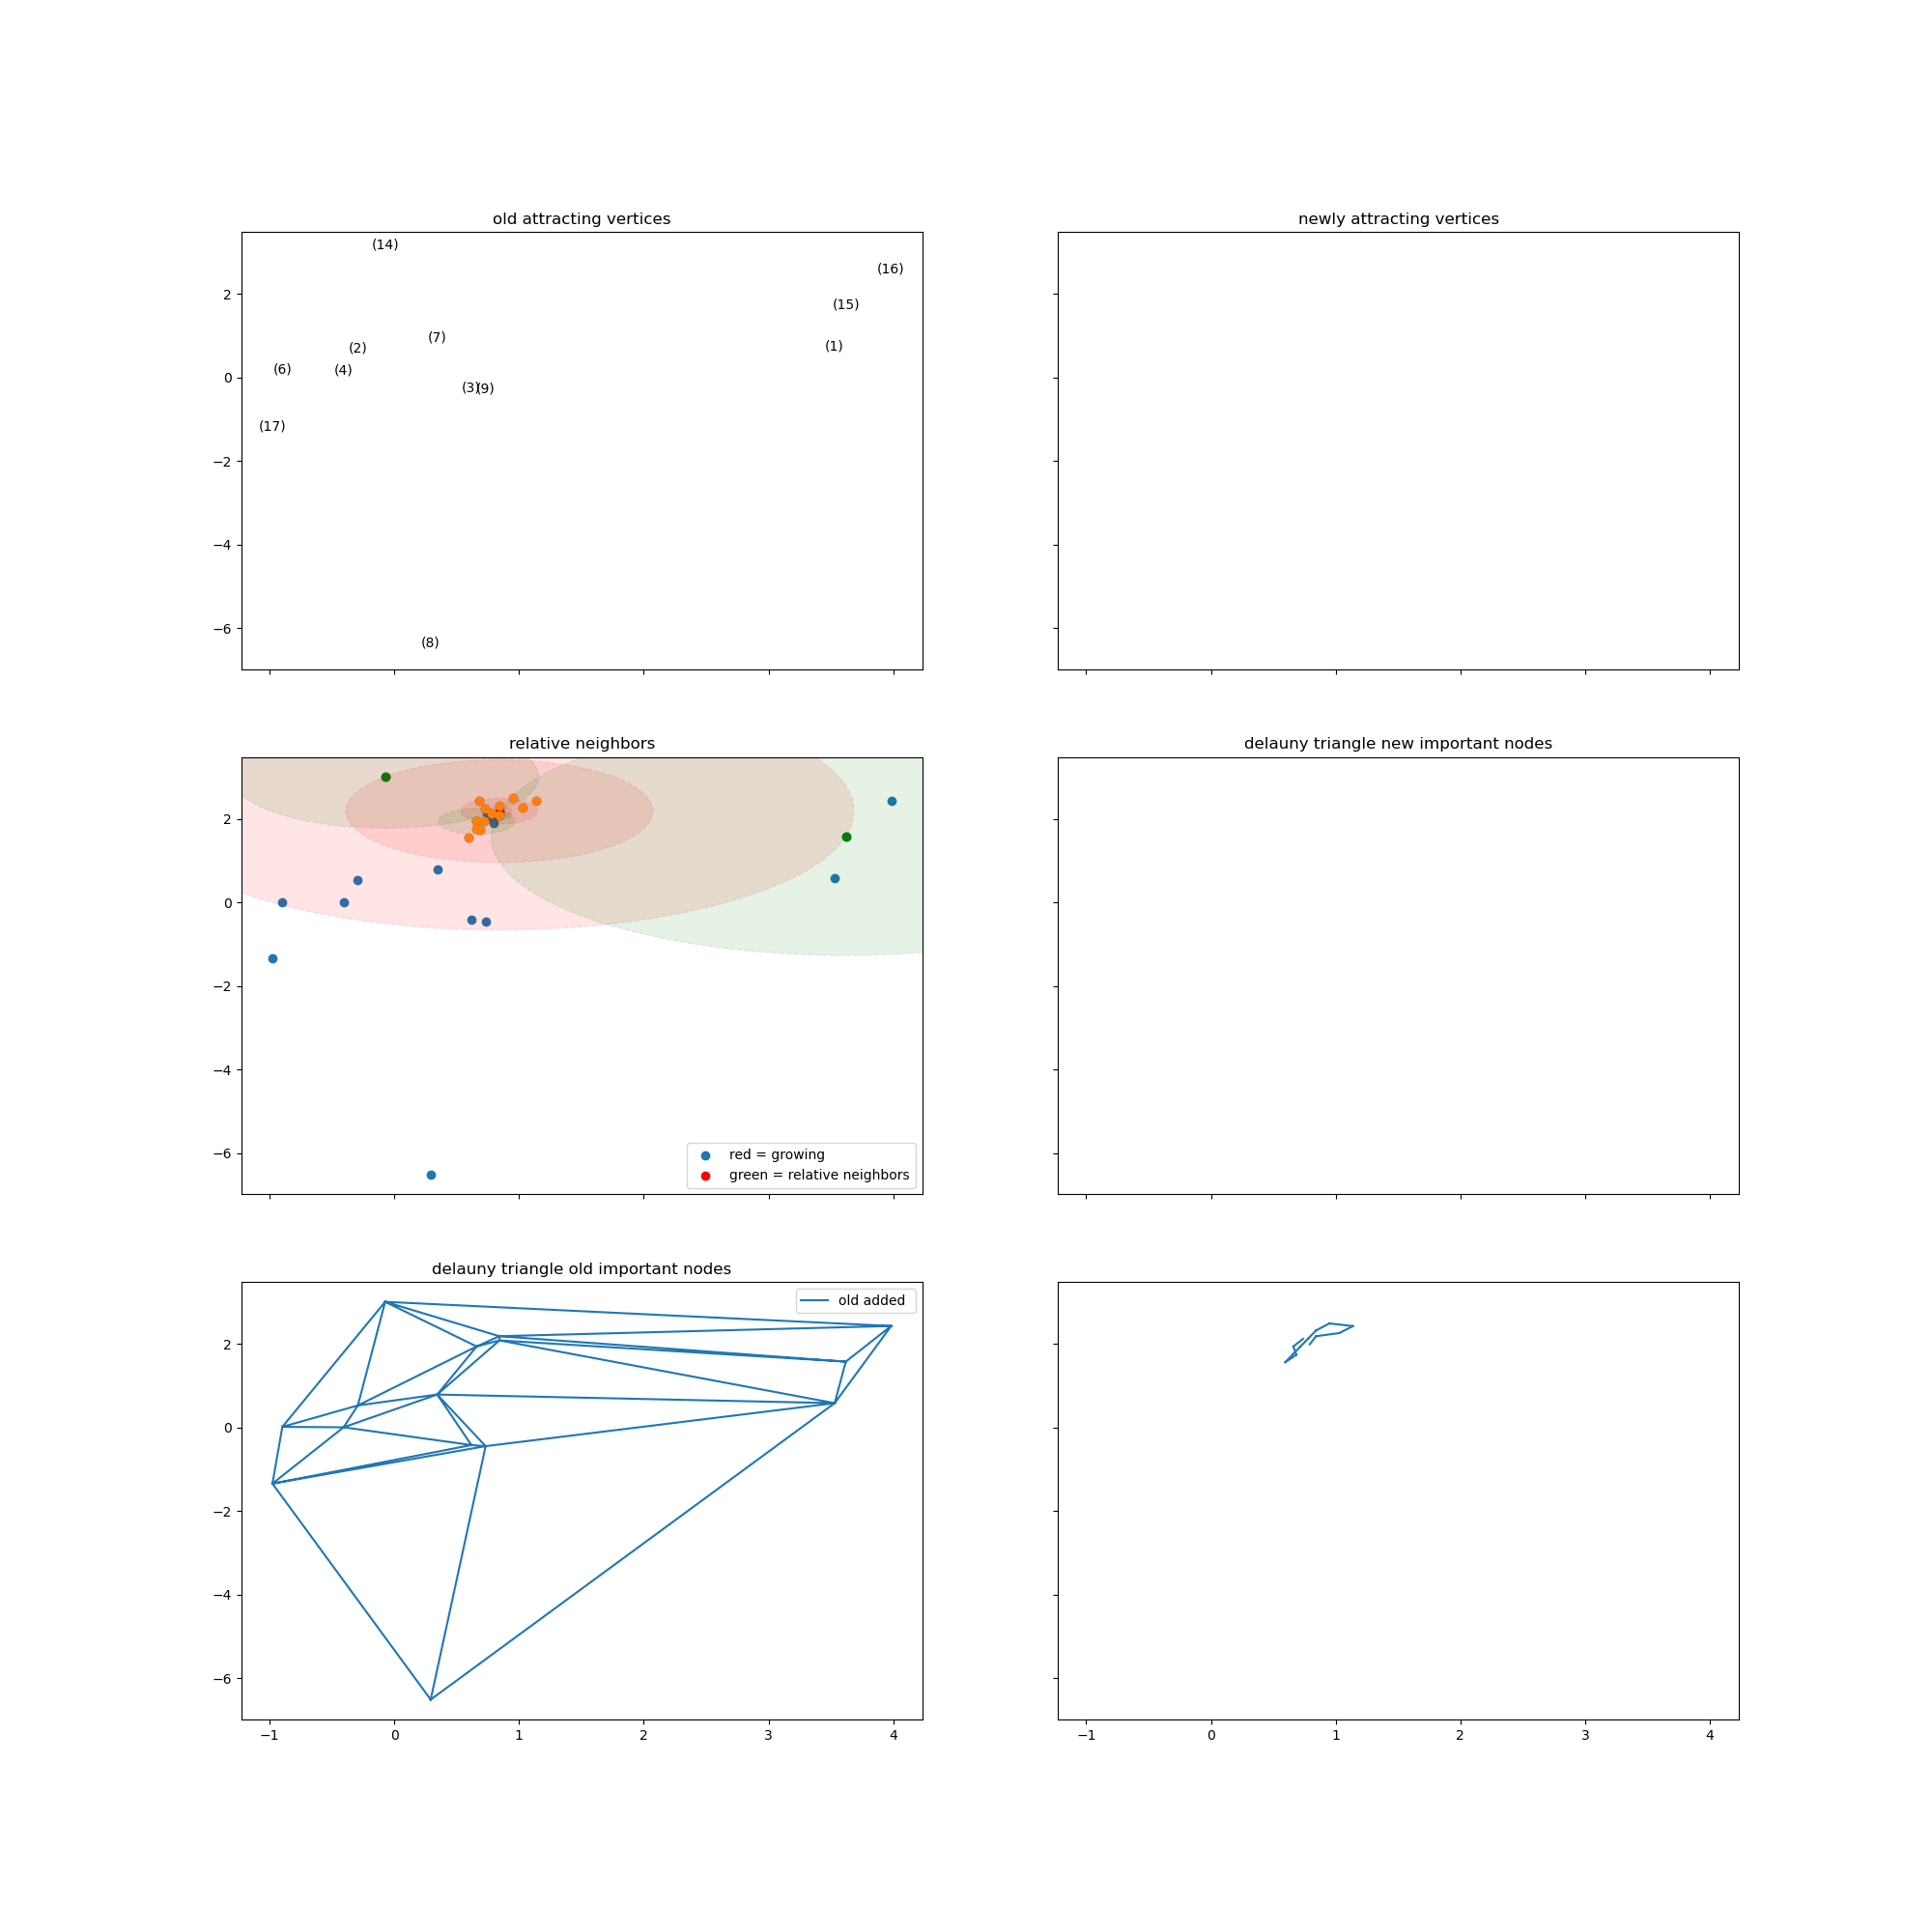 old attracting vertices
newly attracting vertices
(14)
(16)
2
(15)
(7)
(1)
(2)
(6)
(4)
0
(3)
(9)
(17)
−2
−4
−6
(8)
relative neighbors
delauny triangle new important nodes
2
0
−2
−4
−6
red = growing
green = relative neighbors
delauny triangle old important nodes
old added
2
0
−2
−4
−6
−1 0 1 2 3 4
−1 0 1 2 3 4